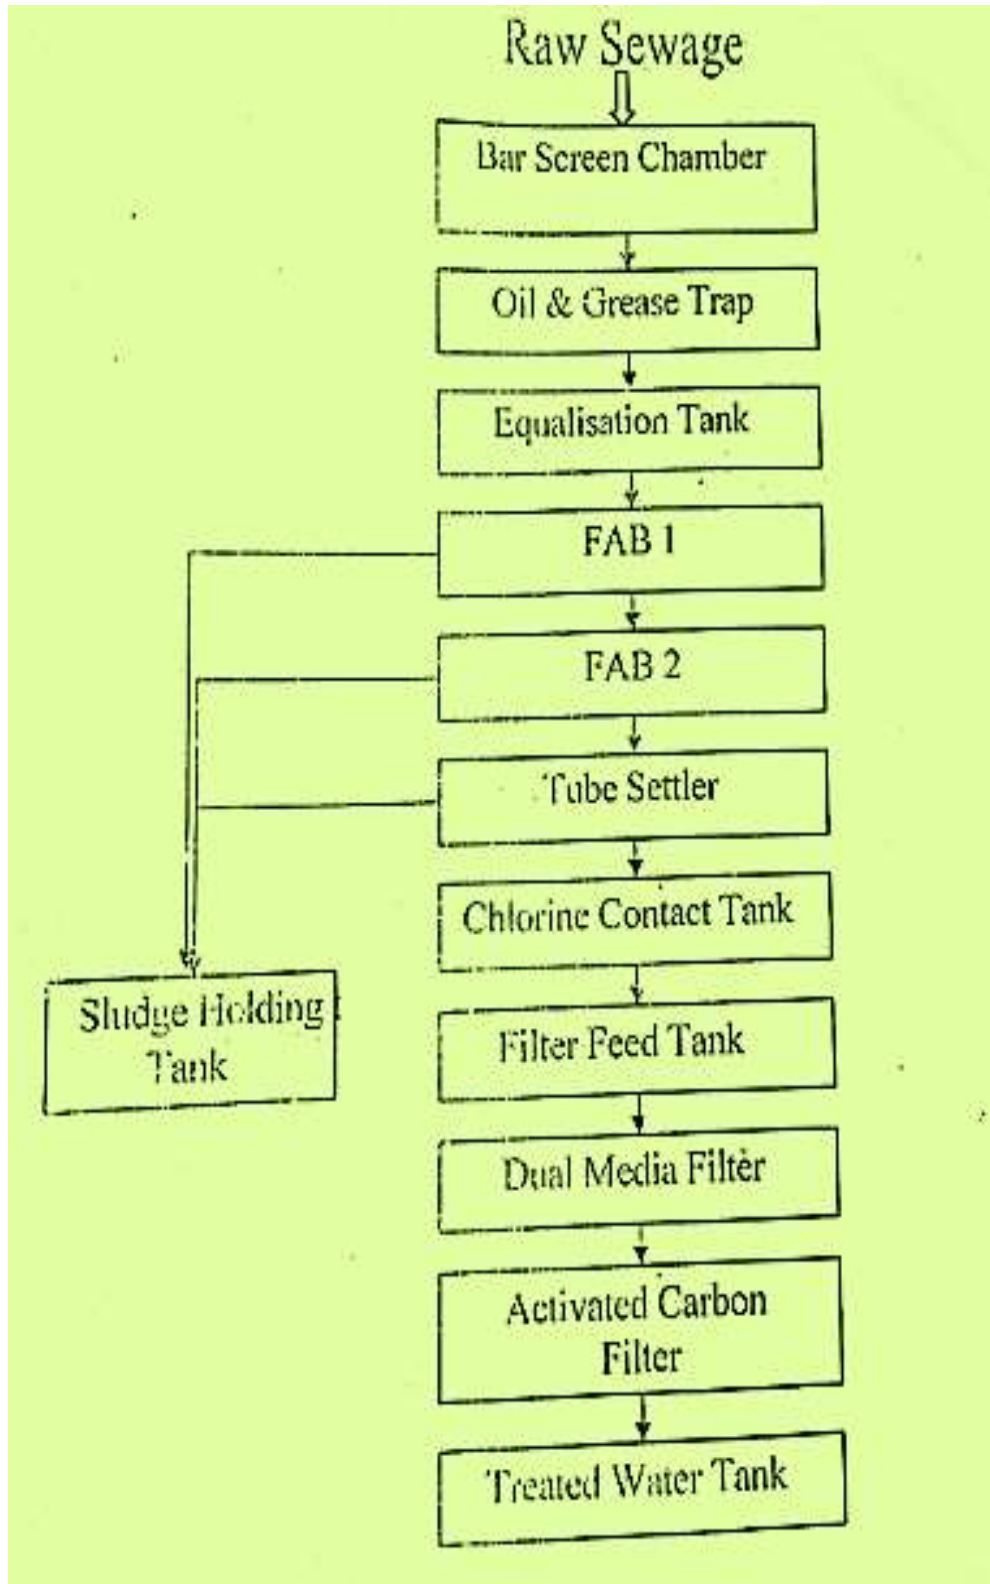 Raw Sewage
Bar Screen Chamber
Oil & Grease Trap
Equalisation Tank
FAB 1
FAB 2
Tube Settler
Chlorine Contact Tank
Sludge Holding
Tank
Filter Feed Tank
Dual Media Filter
Activated Carbon
Filter
Treated Water Tank